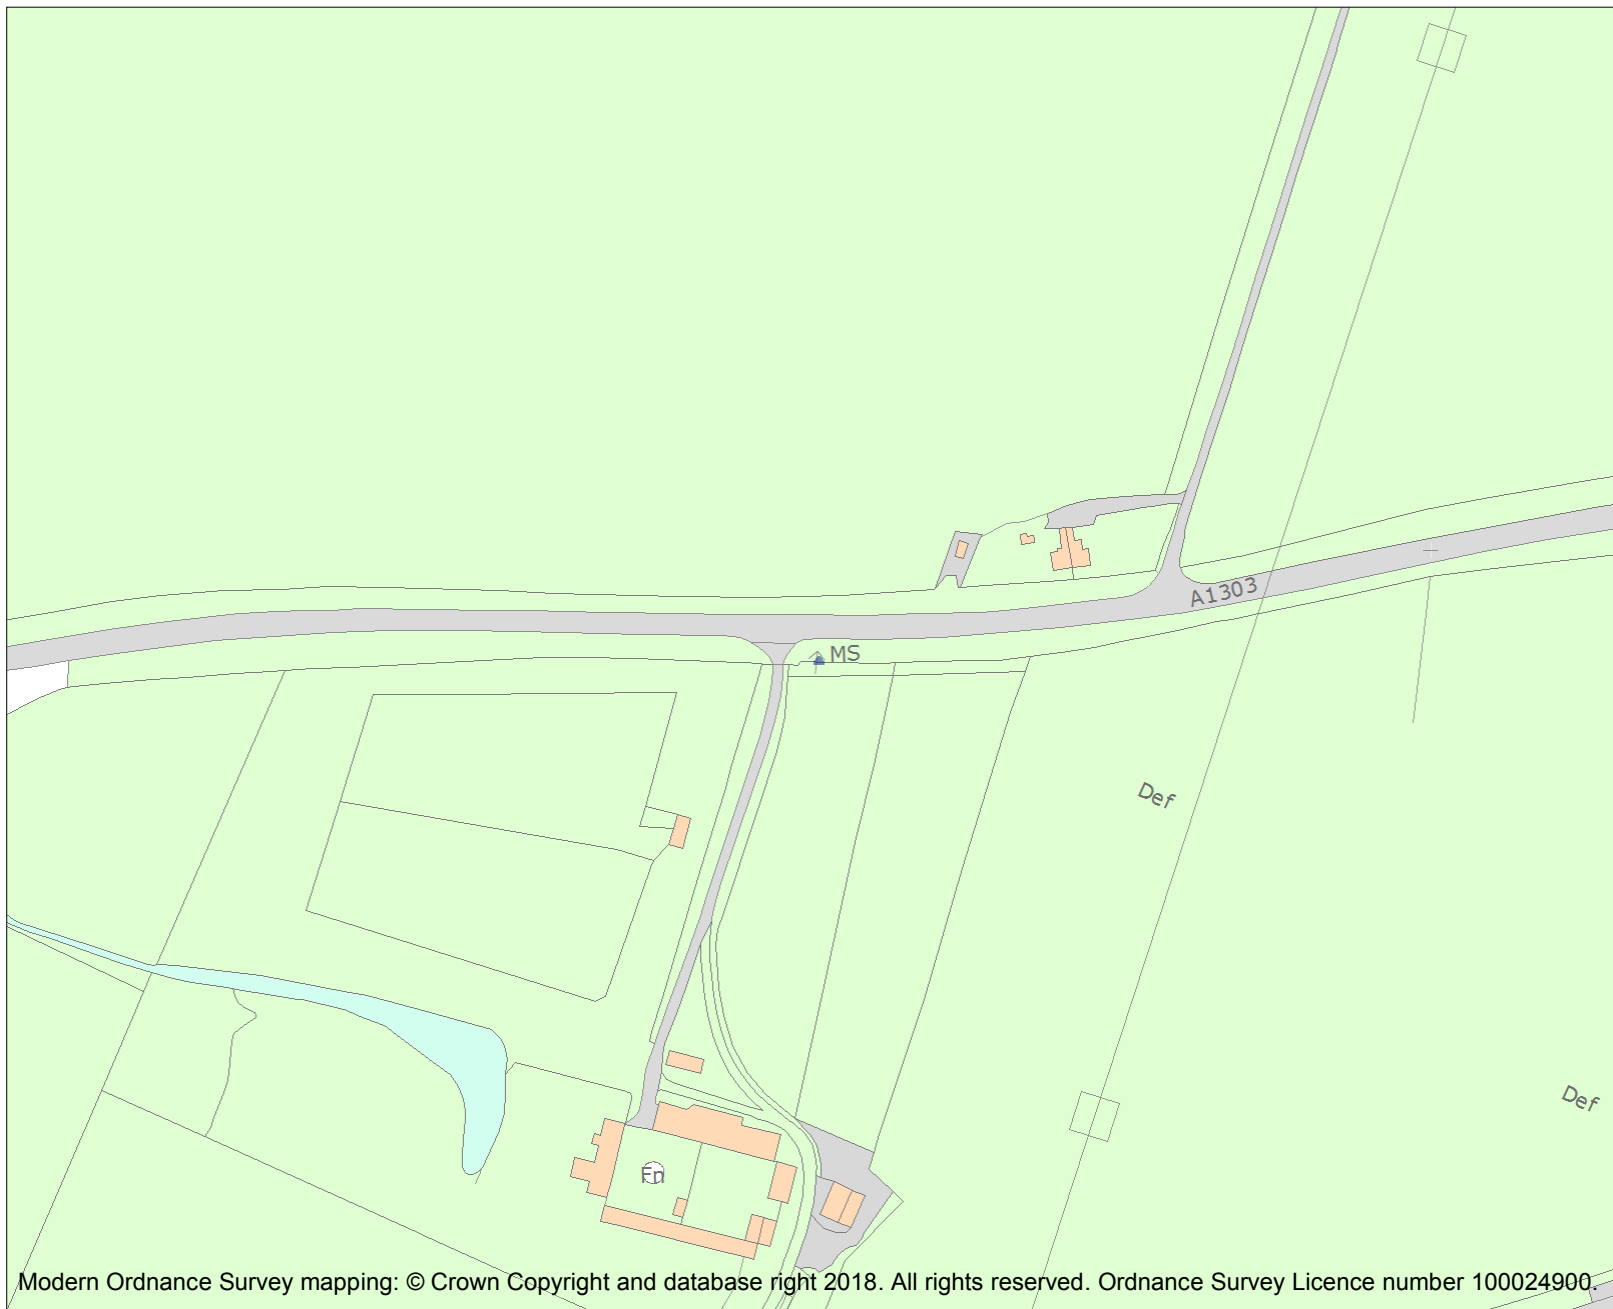 A1303
MS
Def
Def
Fn
Modern Ordnance Survey mapping: © Crown Copyright and database right 2018. All rights reserved. Ordnance Survey Licence number 100024900.